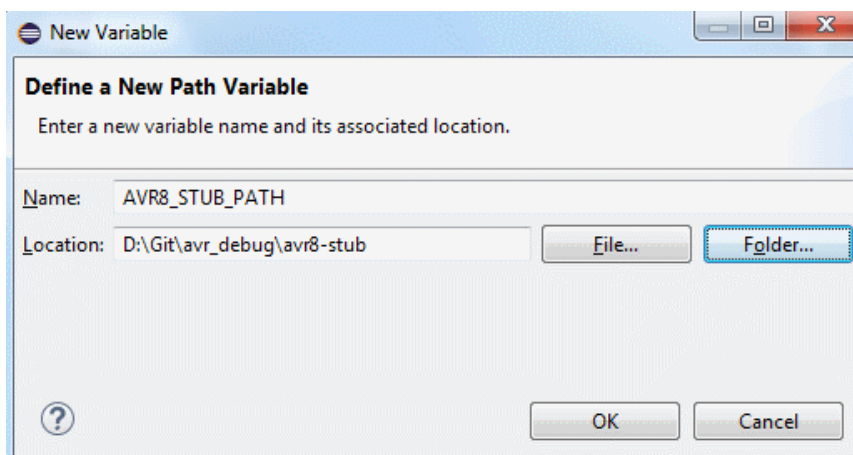 New Variable
Define a New Path Variable
Enter a new variable name and its associated location.
Name: AVR8_STUB_PATH
Location: D:\Git\avr_debug\avr8-stub File... Folder...
? OK Cancel